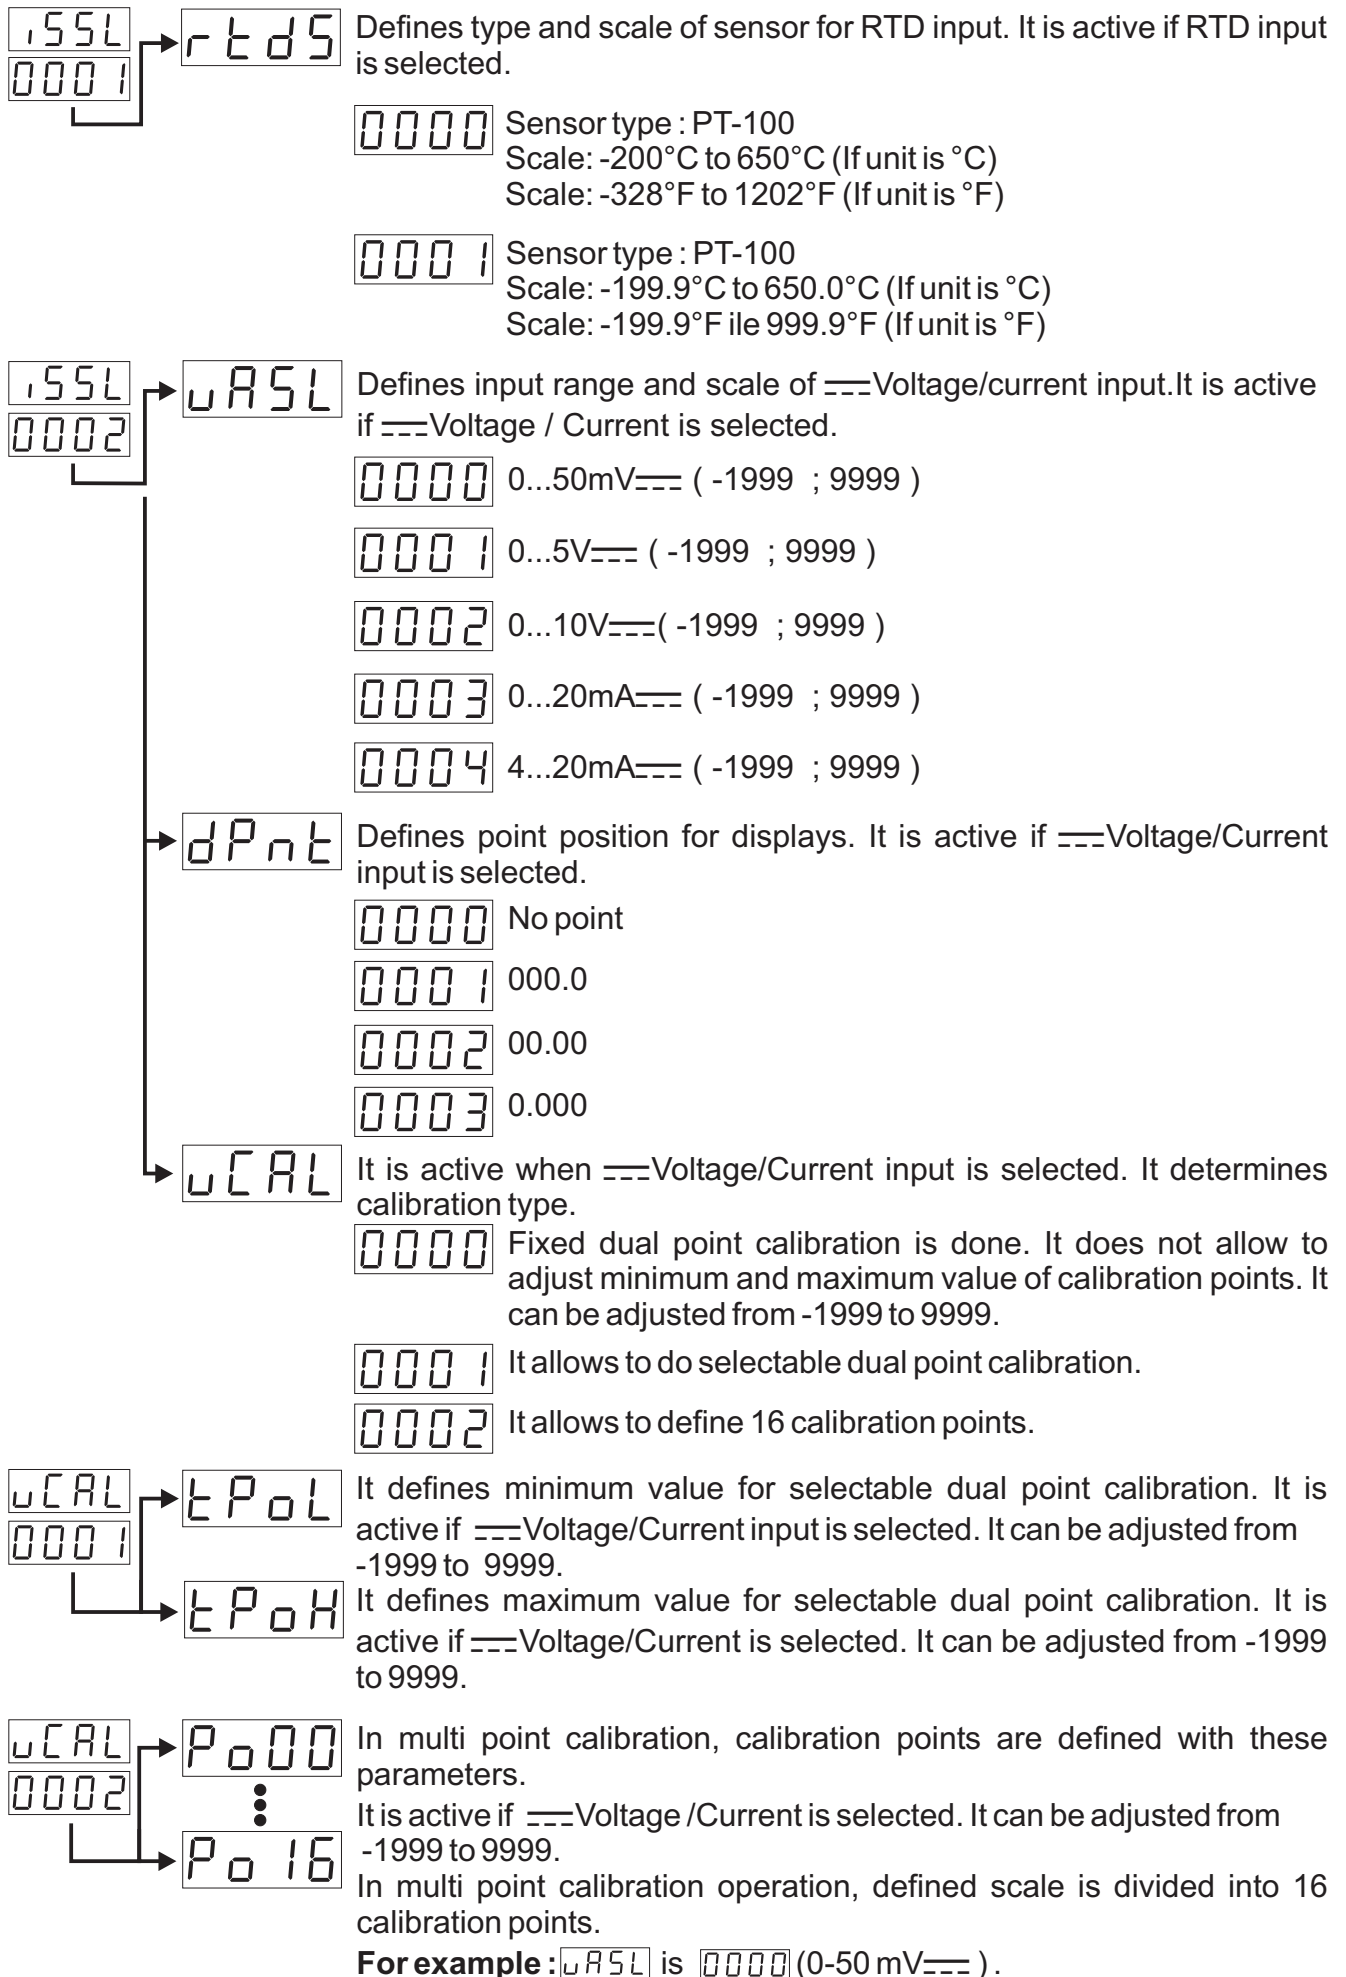 ıSSL
0001
rtdS
Defines type and scale of sensor for RTD input. It is active if RTD input
is selected.
0000
Sensor type : PT-100
Scale: -200°C to 650°C (If unit is °C)
Scale: -328°F to 1202°F (If unit is °F)
0001
Sensor type : PT-100
Scale: -199.9°C to 650.0°C (If unit is °C)
Scale: -199.9°F ile 999.9°F (If unit is °F)
ıSSL
0002
uASL
Defines input range and scale of ⎓Voltage/current input.It is active
if ⎓Voltage / Current is selected.
0000 0...50mV⎓ ( -1999 ; 9999 )
0001 0...5V⎓ ( -1999 ; 9999 )
0002 0...10V⎓( -1999 ; 9999 )
0003 0...20mA⎓ ( -1999 ; 9999 )
0004 4...20mA⎓ ( -1999 ; 9999 )
dPnt
Defines point position for displays. It is active if ⎓Voltage/Current
input is selected.
0000 No point
0001 000.0
0002 00.00
0003 0.000
uCAL
It is active when ⎓Voltage/Current input is selected. It determines
calibration type.
0000 Fixed dual point calibration is done. It does not allow to
adjust minimum and maximum value of calibration points. It
can be adjusted from -1999 to 9999.
0001 It allows to do selectable dual point calibration.
0002 It allows to define 16 calibration points.
uCAL
0001
tPoL
It defines minimum value for selectable dual point calibration. It is
active if ⎓Voltage/Current input is selected. It can be adjusted from
-1999 to 9999.
tPoH
It defines maximum value for selectable dual point calibration. It is
active if ⎓Voltage/Current is selected. It can be adjusted from -1999
to 9999.
uCAL
0002
Po00
Po16
In multi point calibration, calibration points are defined with these
parameters.
It is active if ⎓Voltage /Current is selected. It can be adjusted from
-1999 to 9999.
In multi point calibration operation, defined scale is divided into 16
calibration points.
For example : uASL is 0000 (0-50 mV⎓ ) .